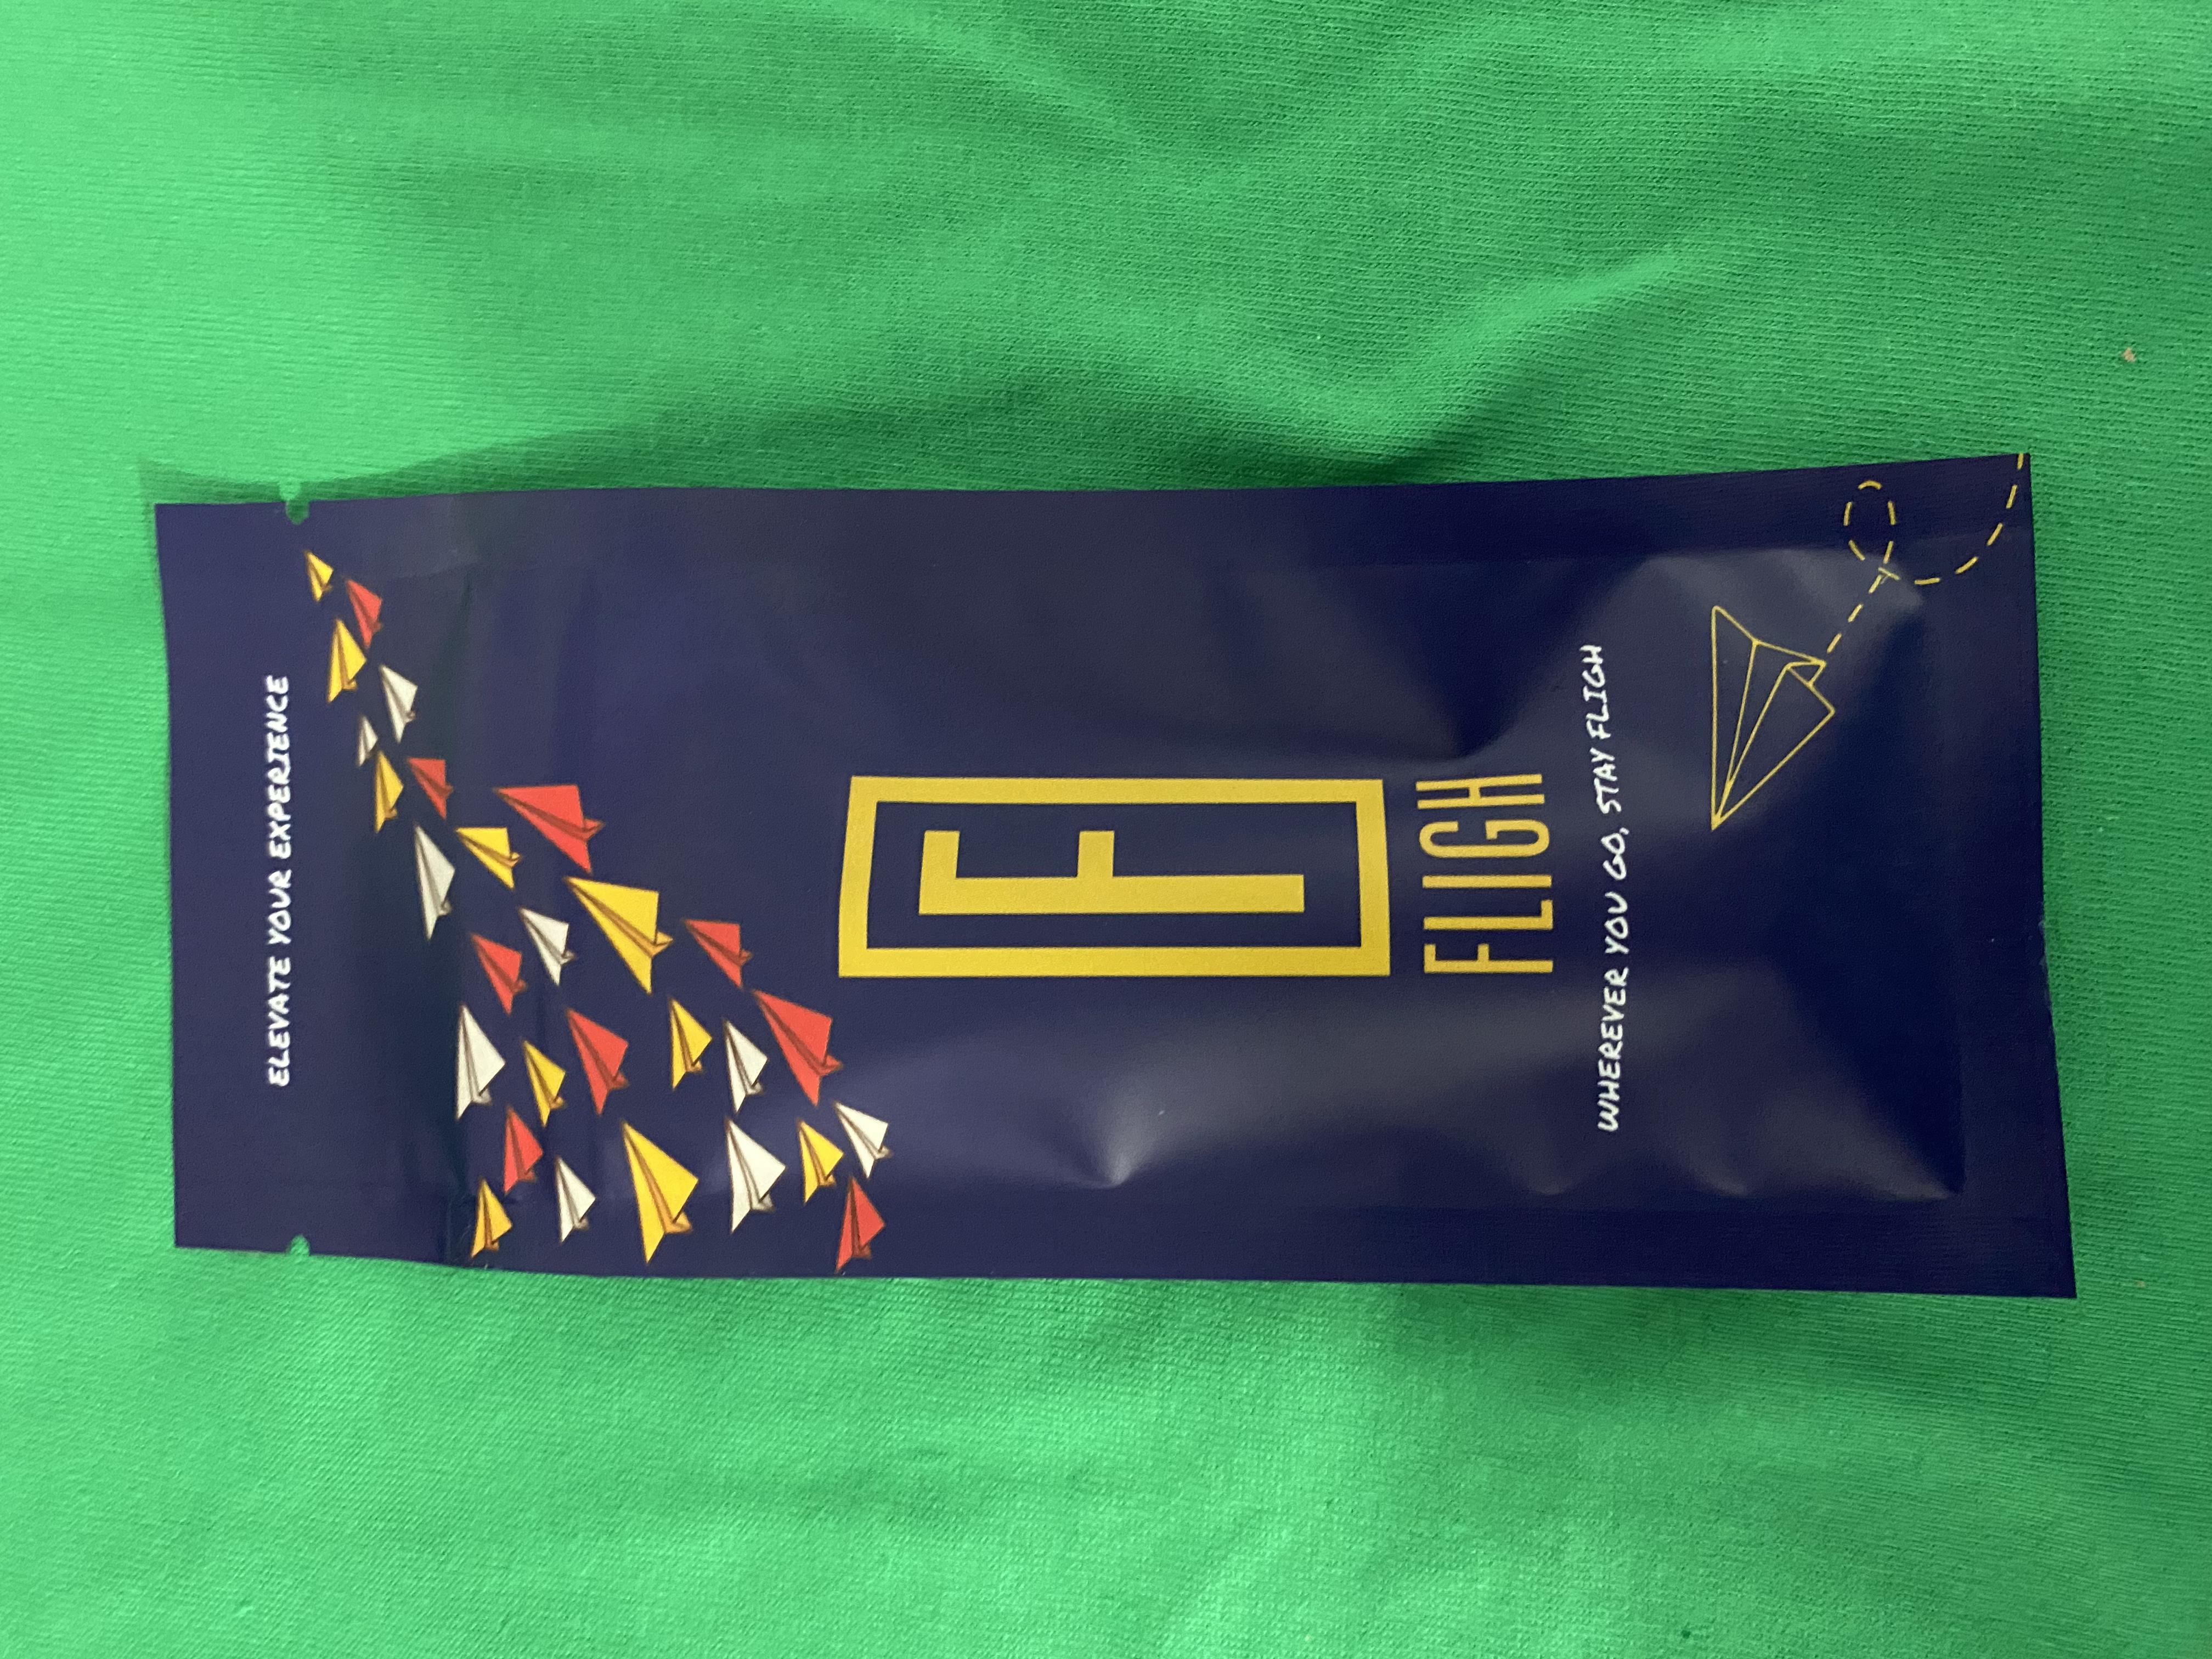 ELEVATE YOUR EXPERIENCE
F
FLIGH
WHEREVER YOU GO, STAY FLIGH